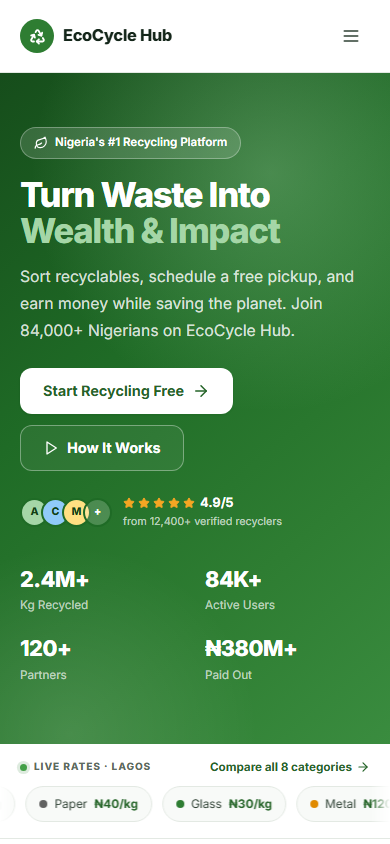 EcoCycle Hub
Nigeria's #1 Recycling Platform
Turn Waste Into
Wealth & Impact
Sort recyclables, schedule a free pickup, and
earn money while saving the planet. Join
84,000+ Nigerians on EcoCycle Hub.
Start Recycling Free →
How It Works
A C M + ★★★★★ 4.9/5
from 12,400+ verified recyclers
2.4M+ 84K+
Kg Recycled Active Users
120+ ₦380M+
Partners Paid Out
LIVE RATES · LAGOS Compare all 8 categories →
Paper ₦40/kg Glass ₦30/kg Metal